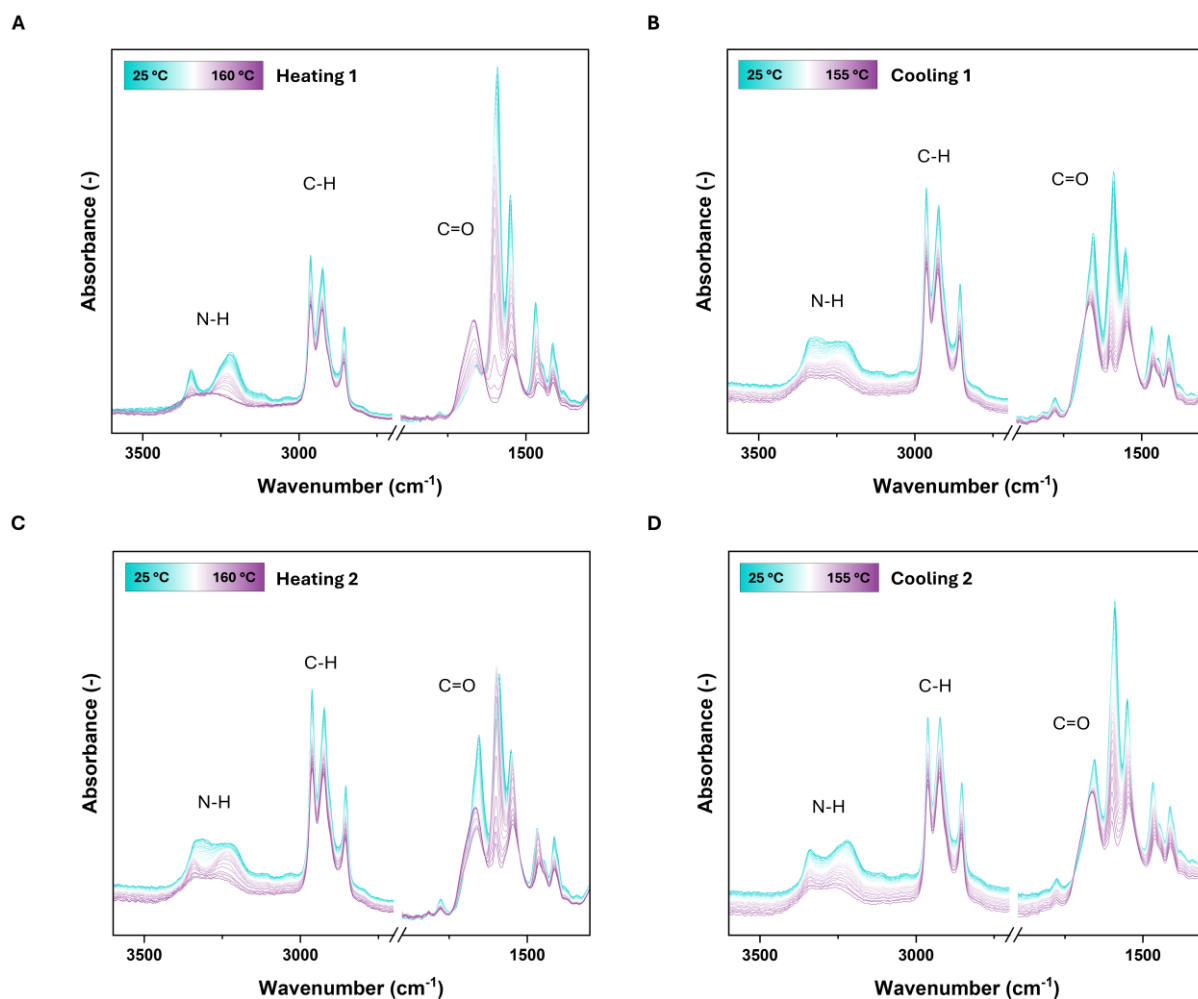 A
25 °C 160 °C Heating 1
C-H
C=O
N-H
Absorbance (-)
3500 3000 1500
Wavenumber (cm-1)
B
25 °C 155 °C Cooling 1
C-H
C=O
N-H
Absorbance (-)
3500 3000 1500
Wavenumber (cm-1)
C
25 °C 160 °C Heating 2
C-H
C=O
N-H
Absorbance (-)
3500 3000 1500
Wavenumber (cm-1)
D
25 °C 155 °C Cooling 2
C-H
C=O
N-H
Absorbance (-)
3500 3000 1500
Wavenumber (cm-1)